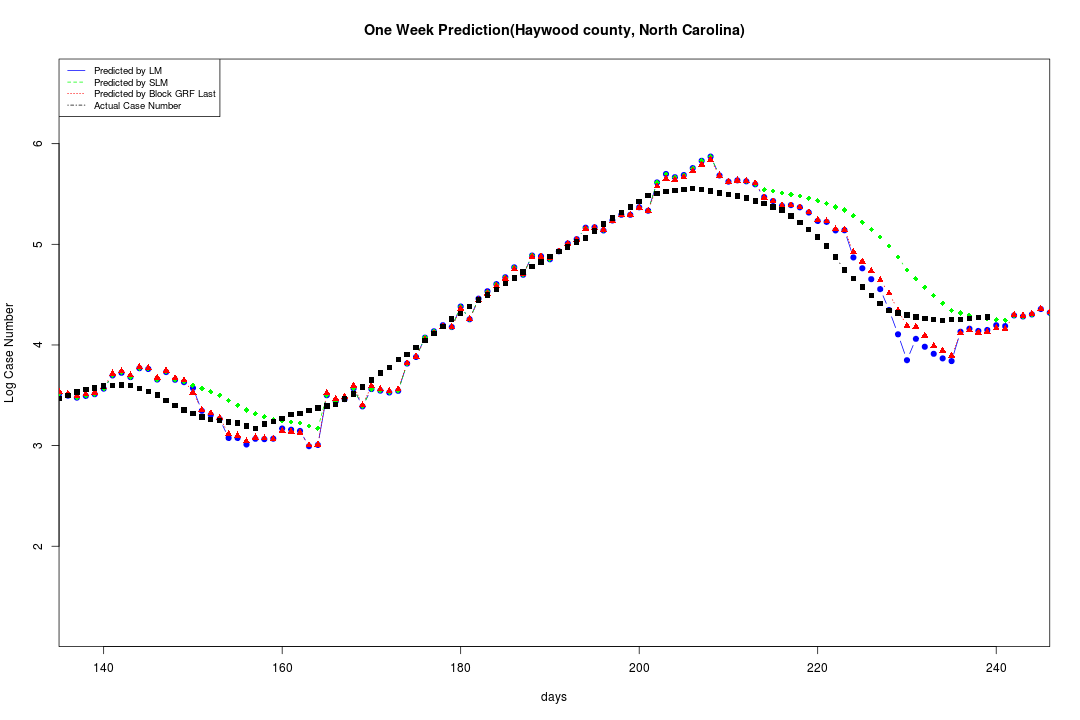 One Week Prediction(Haywood county, North Carolina)
Predicted by LM
Predicted by SLM
Predicted by Block GRF Last
Actual Case Number
Log Case Number
6
5
4
3
2
140 160 180 200 220 240
days